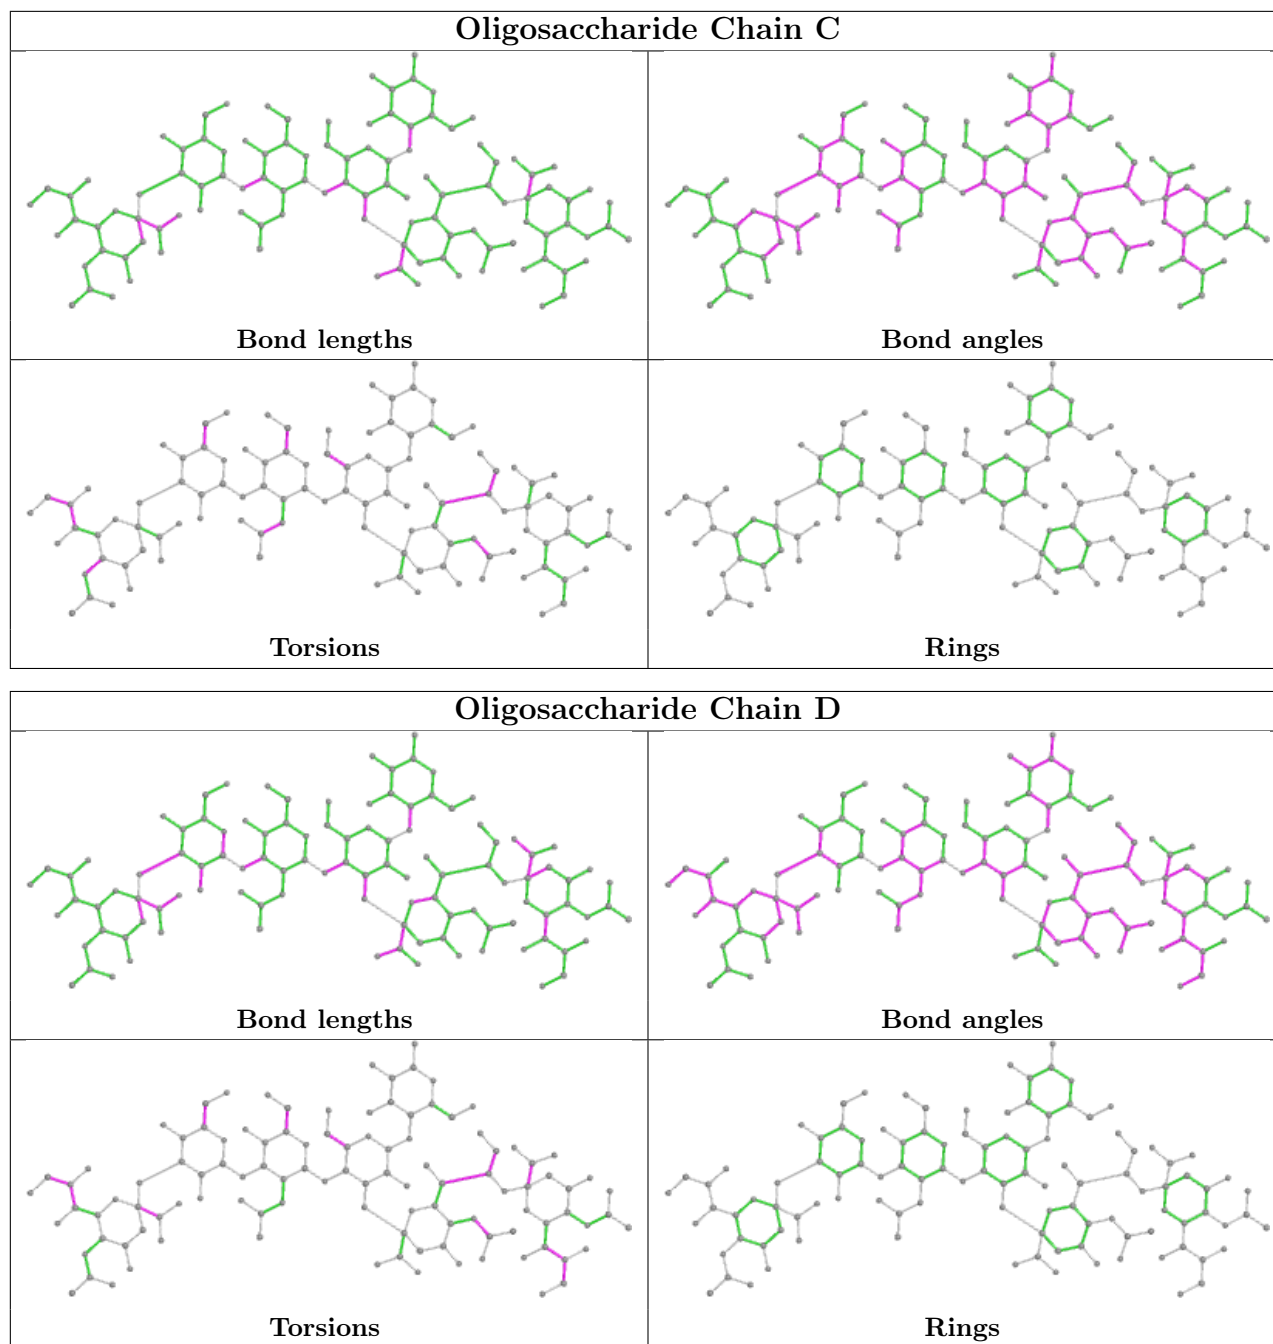 Oligosaccharide Chain C
Bond lengths
Bond angles
Torsions
Rings
Oligosaccharide Chain D
Bond lengths
Bond angles
Torsions
Rings